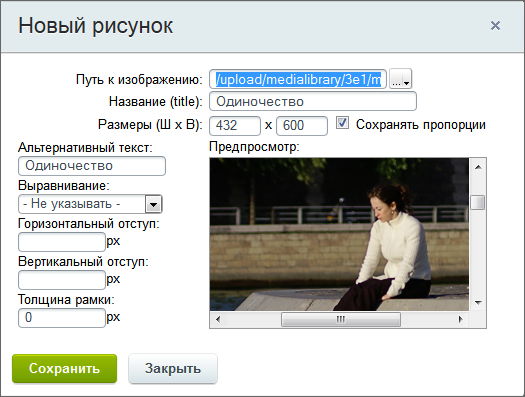 Новый рисунок
Путь к изображению: /upload/medialibrary/3e1/m ...
Название (title): Одиночество
Размеры (Ш x В): 432 x 600 Сохранять пропорции
Альтернативный текст: Предпросмотр:
Одиночество
Выравнивание:
- Не указывать -
Горизонтальный отступ:
px
Вертикальный отступ:
px
Толщина рамки:
0 px
Сохранить Закрыть